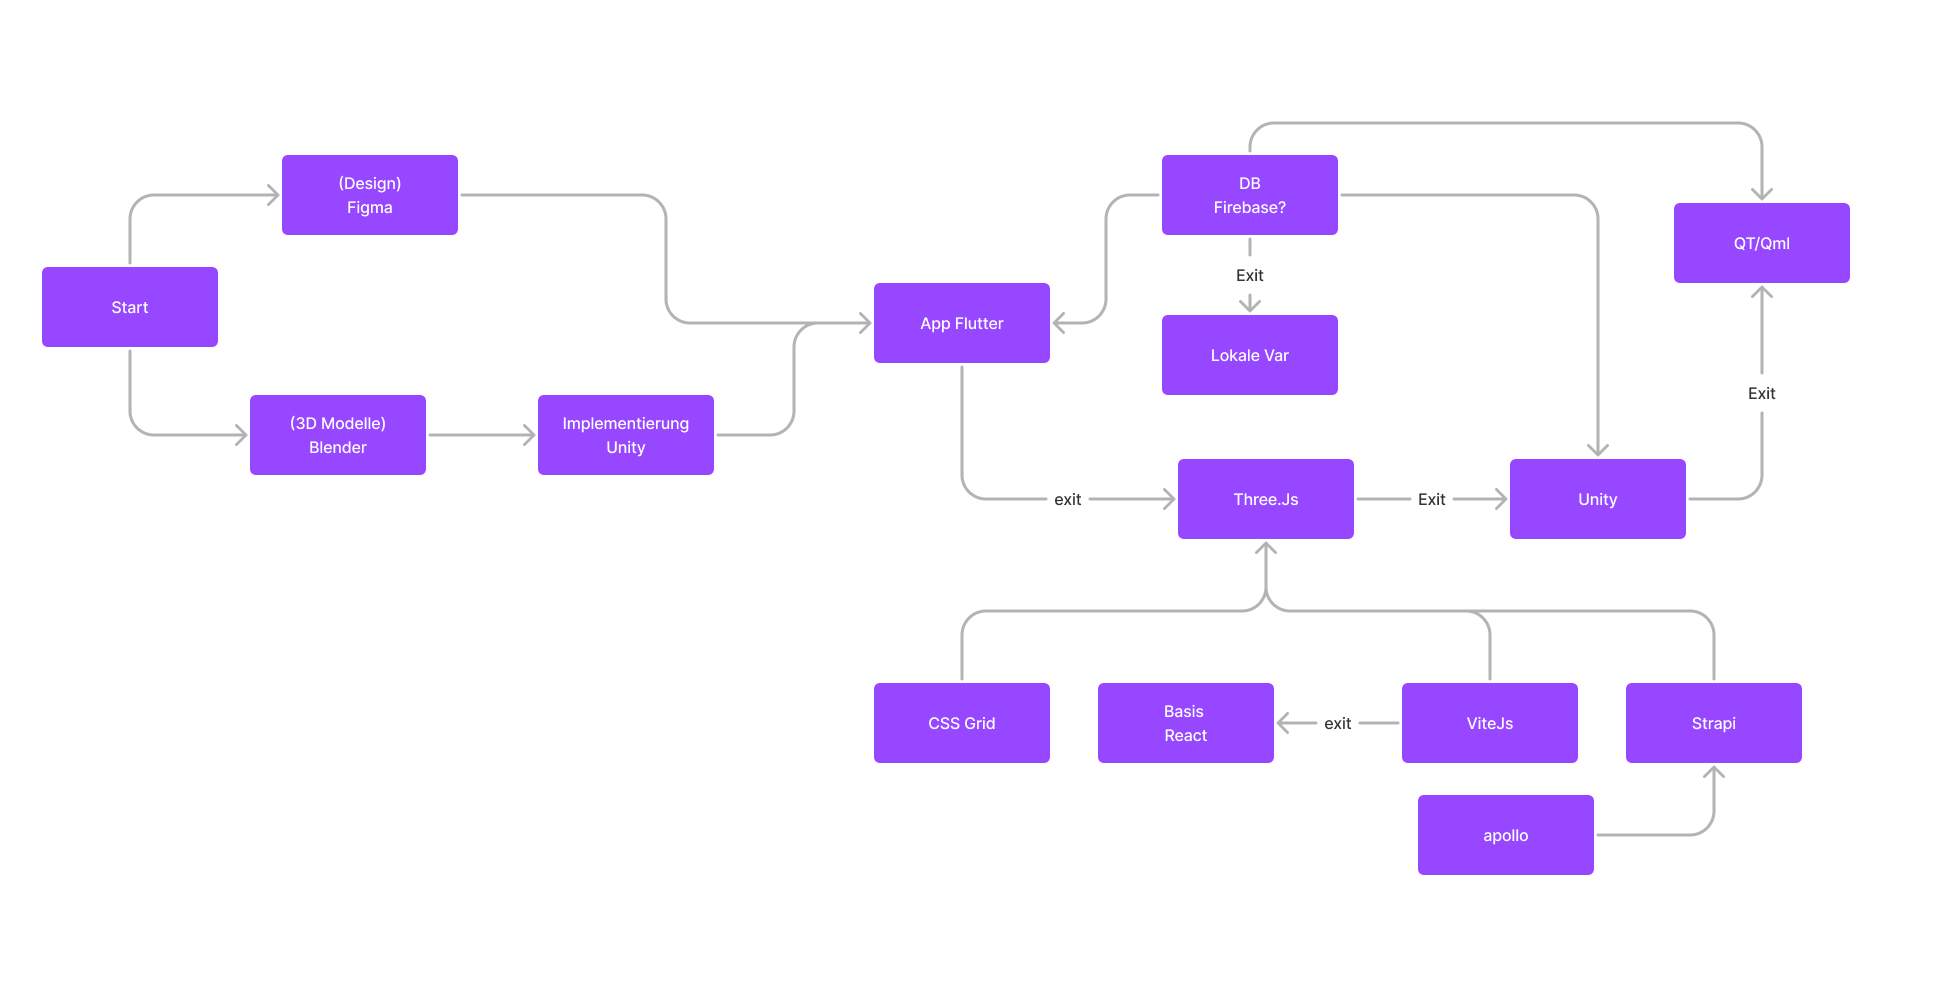 (Design)
Figma
Start
(3D Modelle)
Blender
Implementierung
Unity
App Flutter
DB
Firebase?
Exit
Lokale Var
QT/Qml
Exit
exit
Three.Js
Exit
Unity
CSS Grid
Basis
React
exit
ViteJs
Strapi
apollo